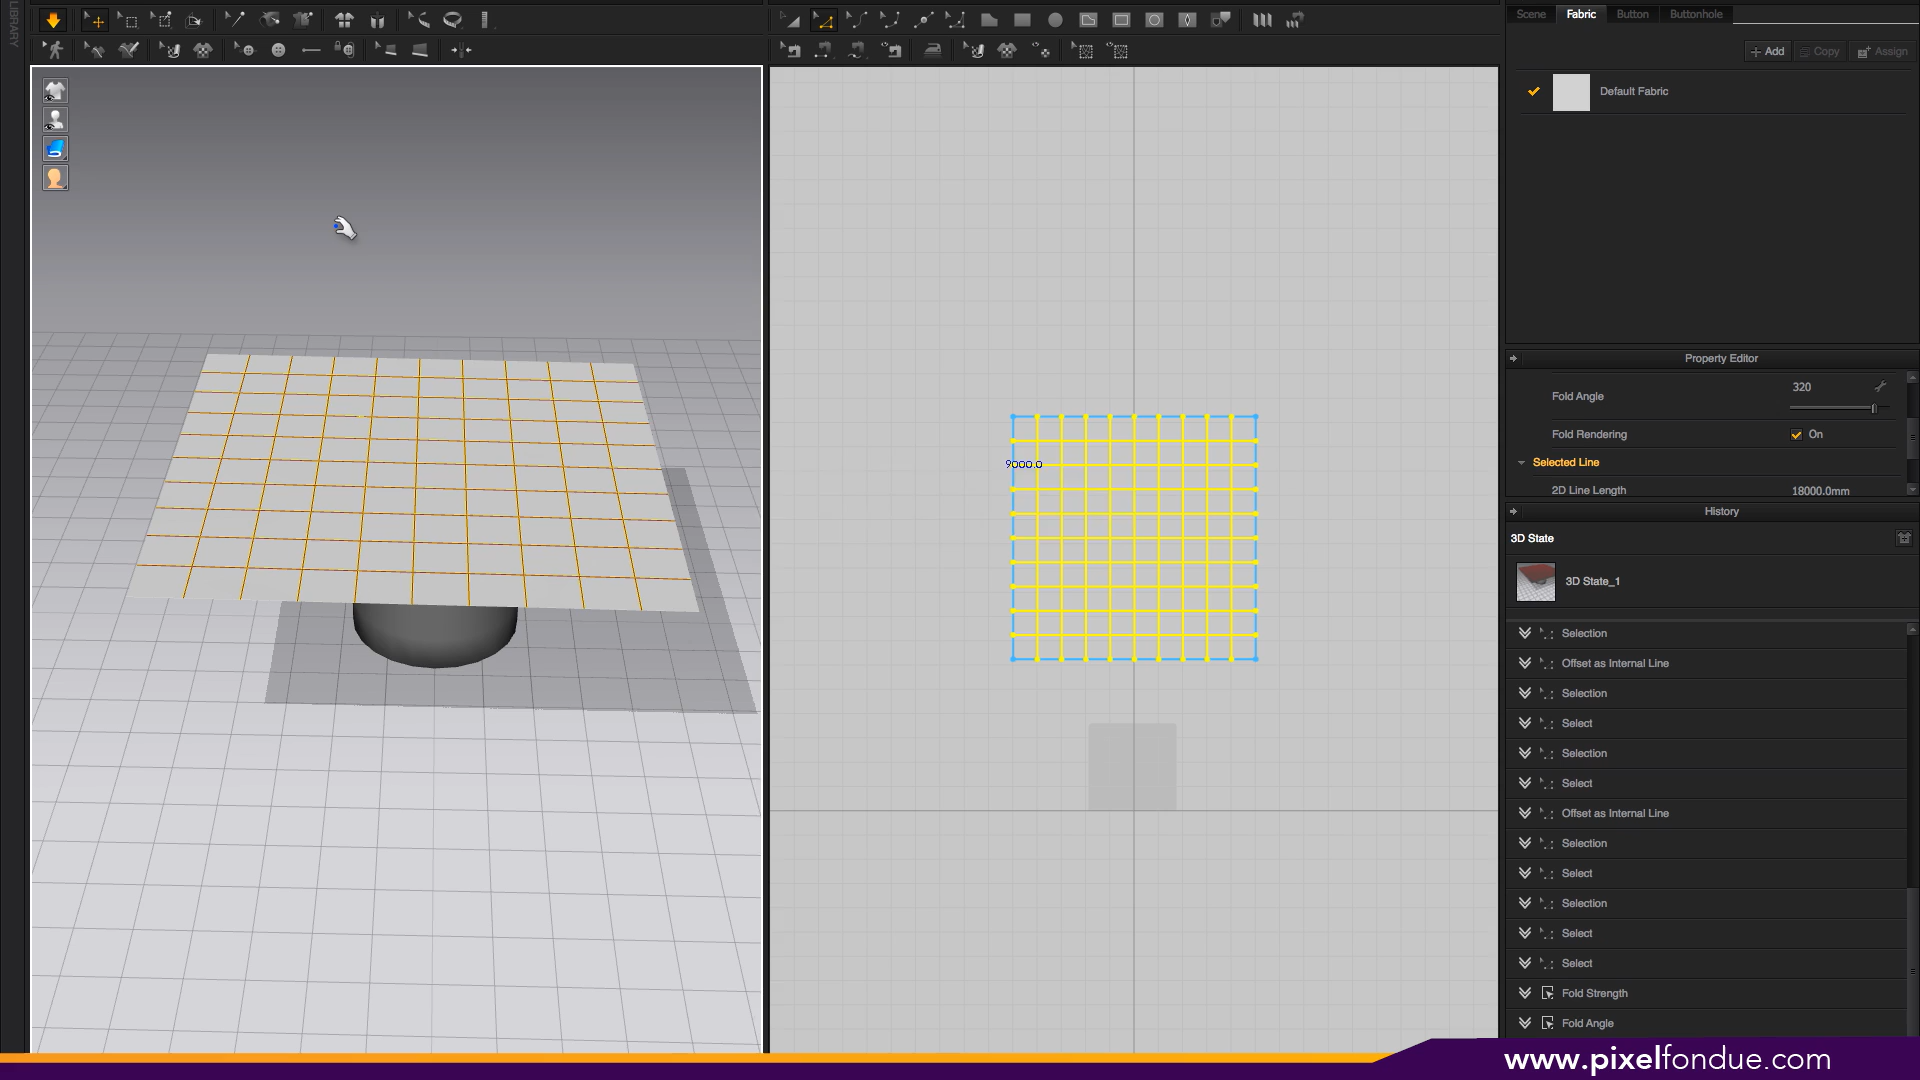 LIBRARY
Scene
Fabric
Button
Buttonhole
Add
Copy
Assign
Default Fabric
Property Editor
Fold Angle
320
Fold Rendering
On
Selected Line
2D Line Length
18000.0mm
9000.0
History
3D State
3D State_1
Selection
Offset as Internal Line
Selection
Select
Selection
Select
Offset as Internal Line
Selection
Select
Selection
Select
Select
Fold Strength
Fold Angle
www.pixelfondue.com